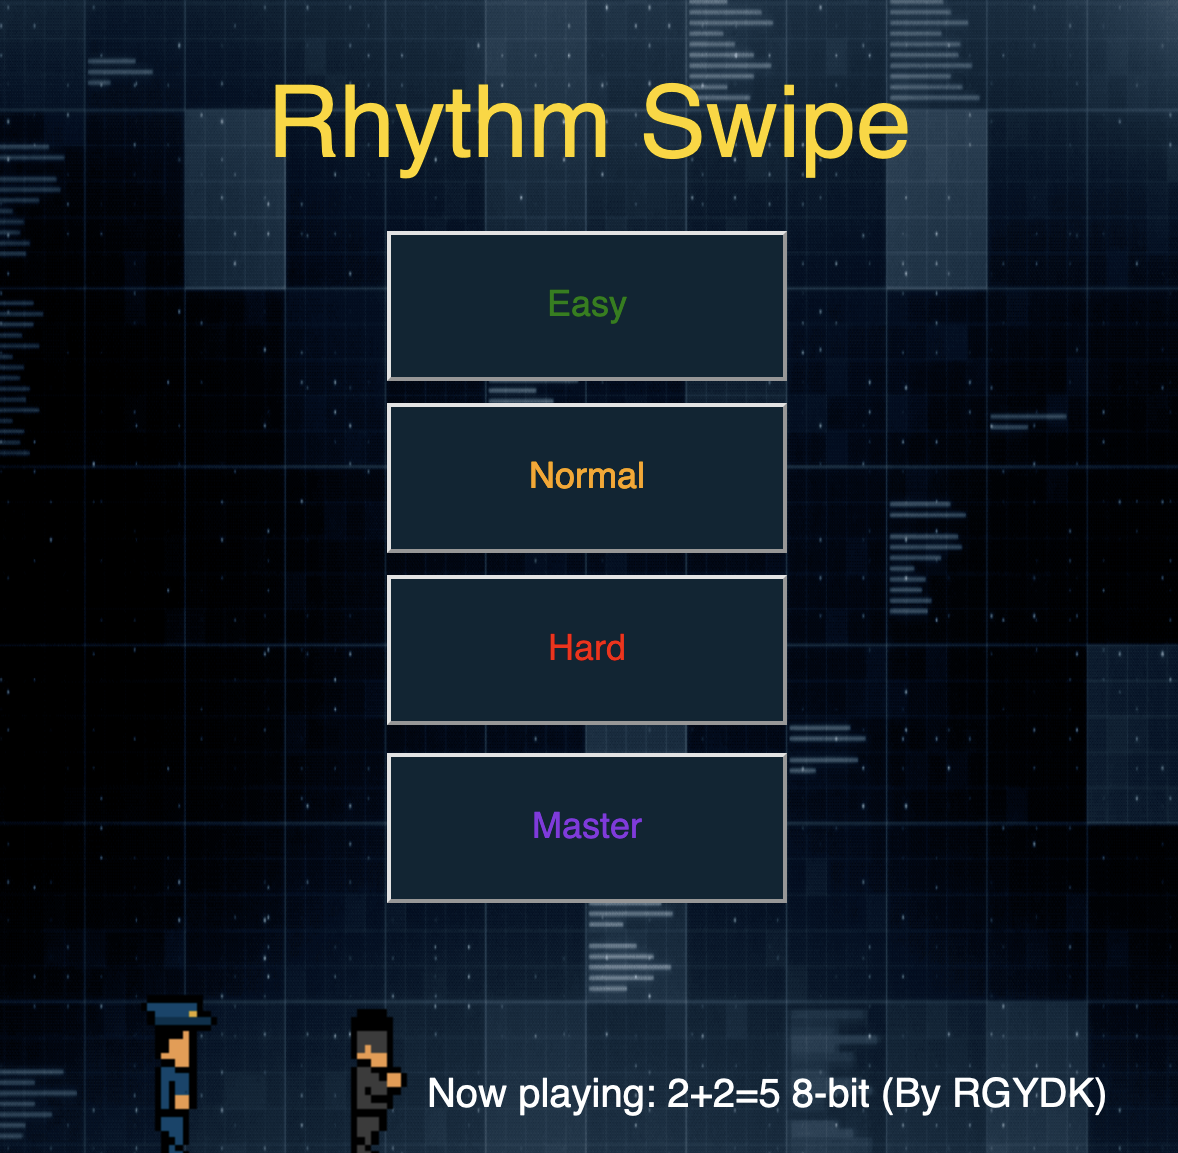 Rhythm Swipe
Easy
Normal
Hard
Master
Now playing: 2+2=5 8-bit (By RGYDK)